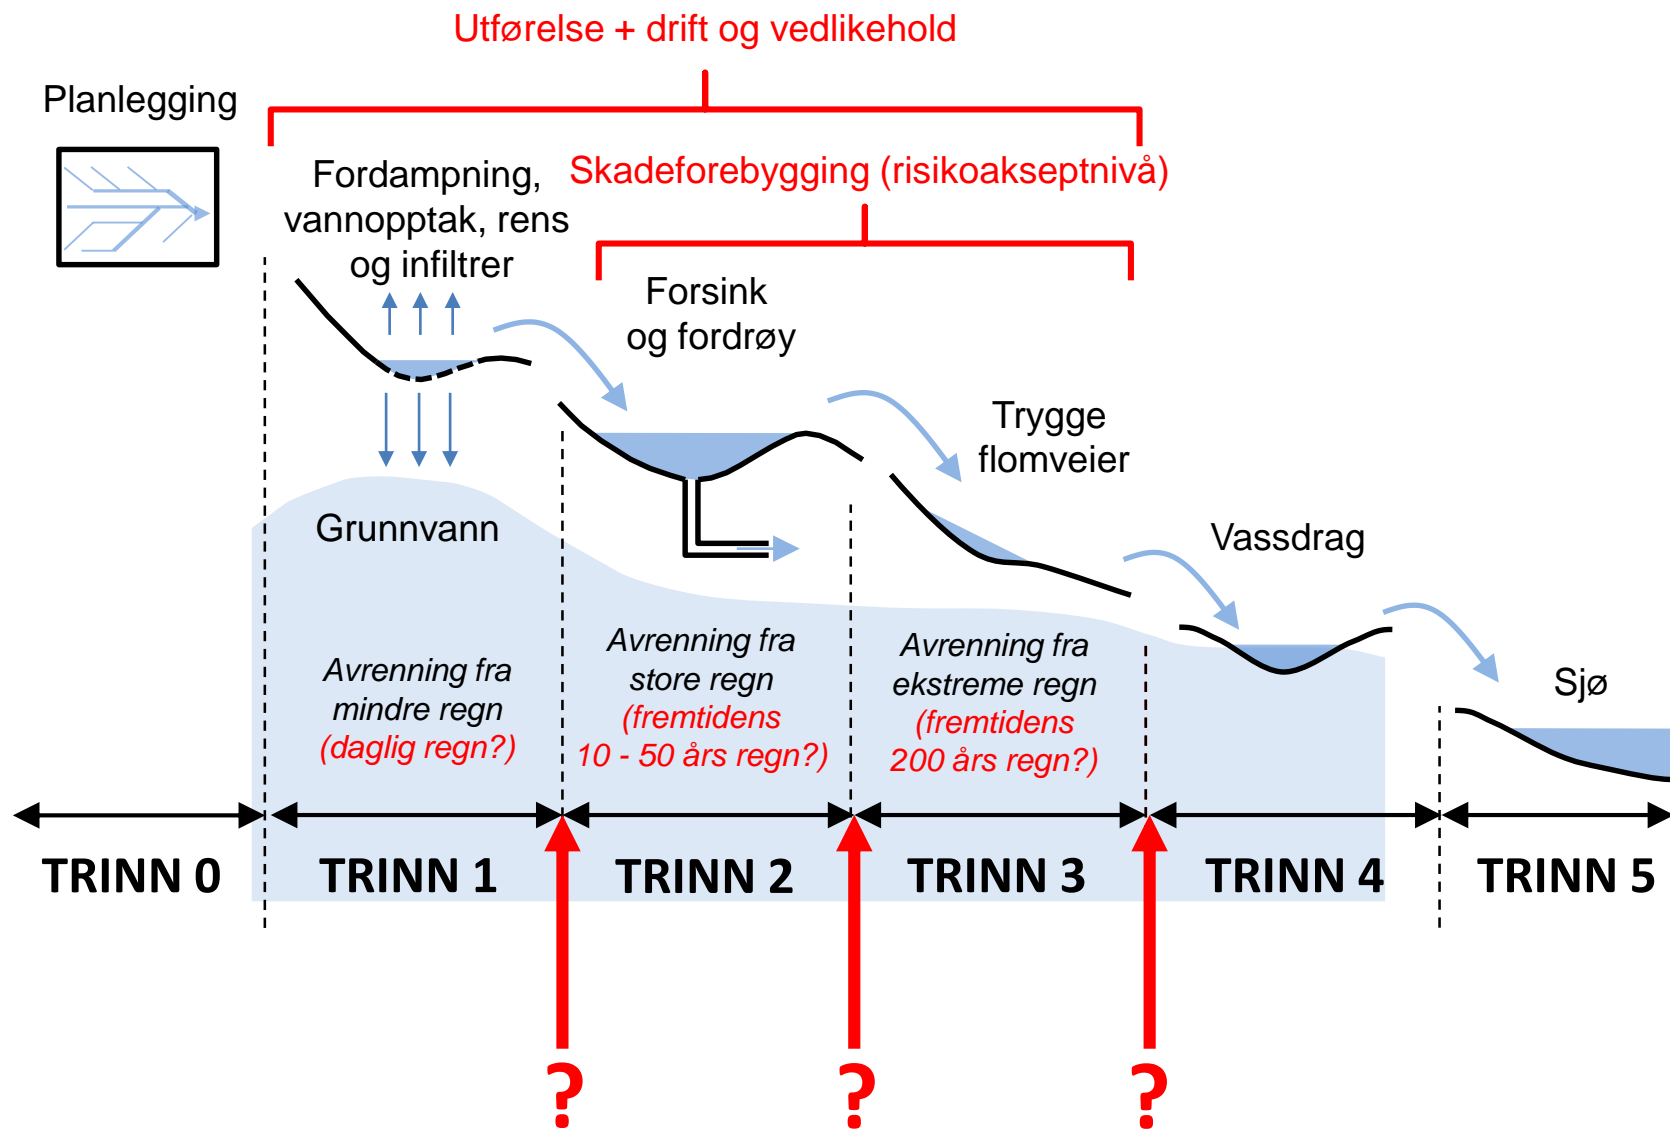 Utførelse + drift og vedlikehold
Planlegging
Fordampning,
vannopptak, rens
og infiltrer
Skadeforebygging (risikoakseptnivå)
Forsink
og fordrøy
Trygge
flomveier
Grunnvann
Vassdrag
Sjø
Avrenning fra
mindre regn
(daglig regn?)
Avrenning fra
store regn
(fremtidens
10 - 50 års regn?)
Avrenning fra
ekstreme regn
(fremtidens
200 års regn?)
TRINN 0
TRINN 1
TRINN 2
TRINN 3
TRINN 4
TRINN 5
?
?
?